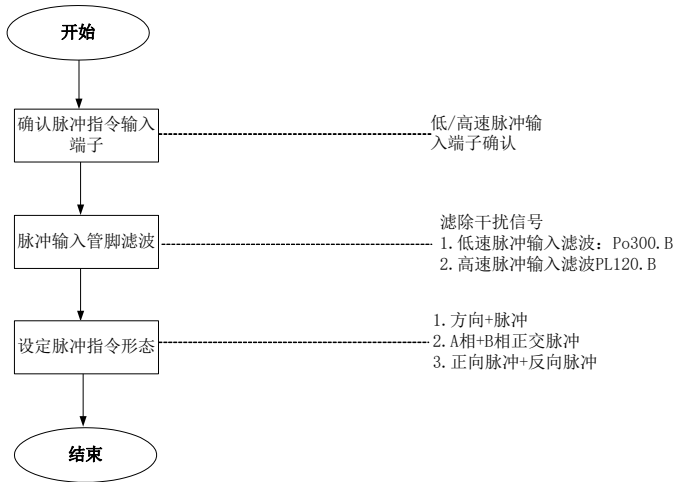 开始
确认脉冲指令输入
端子
低/高速脉冲输
入端子确认
脉冲输入管脚滤波
滤除干扰信号
1.低速脉冲输入滤波: Po300.B
2.高速脉冲输入滤波PL120.B
设定脉冲指令形态
1.方向+脉冲
2.A相+B相正交脉冲
3.正向脉冲+反向脉冲
结束